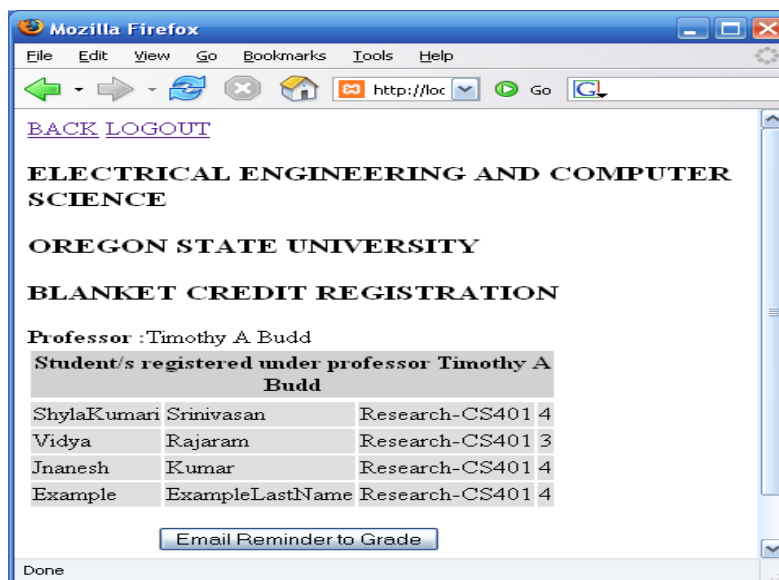 Mozilla Firefox
File Edit View Go Bookmarks Tools Help
http://loc Go G
BACK LOGOUT
ELECTRICAL ENGINEERING AND COMPUTER
SCIENCE
OREGON STATE UNIVERSITY
BLANKET CREDIT REGISTRATION
Professor :Timothy A Budd
Student/s registered under professor Timothy A
Budd
ShylaKumari Srinivasan Research-CS401 4
Vidya Rajaram Research-CS401 3
Jnanesh Kumar Research-CS401 4
Example ExampleLastName Research-CS401 4
Email Reminder to Grade
Done